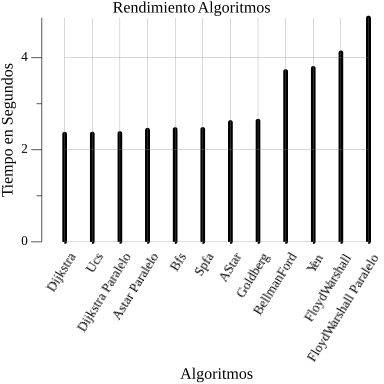 Rendimiento Algoritmos
Tiempo en Segundos
4
2
0
Dijkstra
Ucs
Dijkstra Paralelo
Astar Paralelo
Bfs
Spfa
AStar
Goldberg
BellmanFord
Yen
FloydWarshall
FloydWarshall Paralelo
Algoritmos